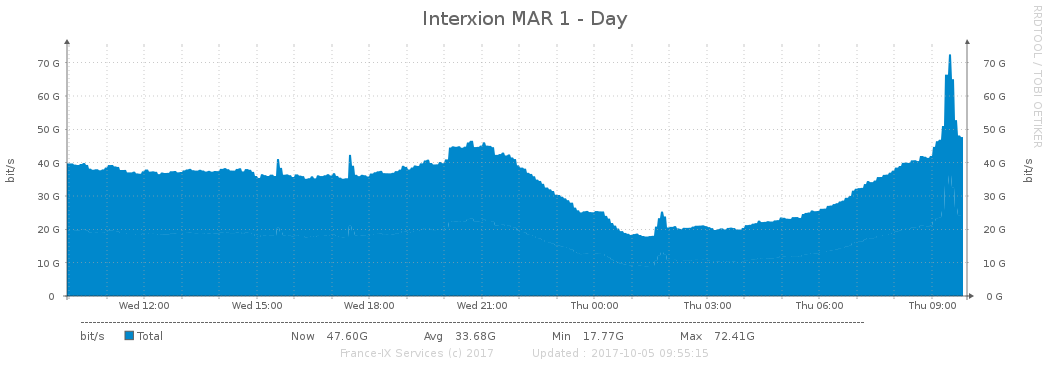 Interxion MAR 1 - Day
RRDTOOL / TOBI OETIKER
bit/s
bit/s
70 G 70 G
60 G 60 G
50 G 50 G
40 G 40 G
30 G 30 G
20 G 20 G
10 G 10 G
0 0 G
Wed 12:00 Wed 15:00 Wed 18:00 Wed 21:00 Thu 00:00 Thu 03:00 Thu 06:00 Thu 09:00
bit/s Total Now 47.60G Avg 33.68G Min 17.77G Max 72.41G
France-IX Services (c) 2017 Updated : 2017-10-05 09:55:15